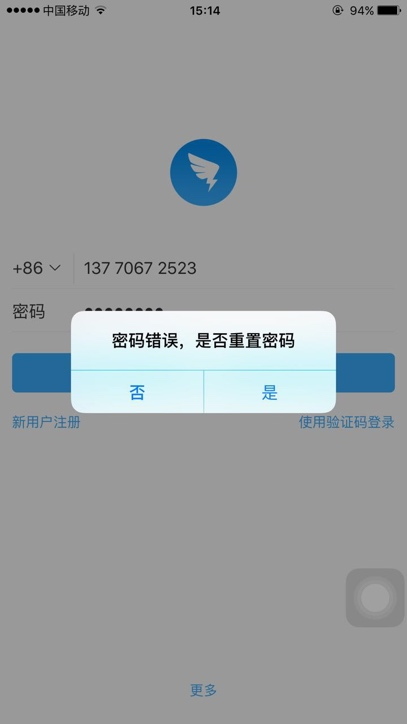 中国移动 15:14 94%
+86 137 7067 2523
密码 ••••••••
密码错误，是否重置密码
否 是
新用户注册 使用验证码登录
更多